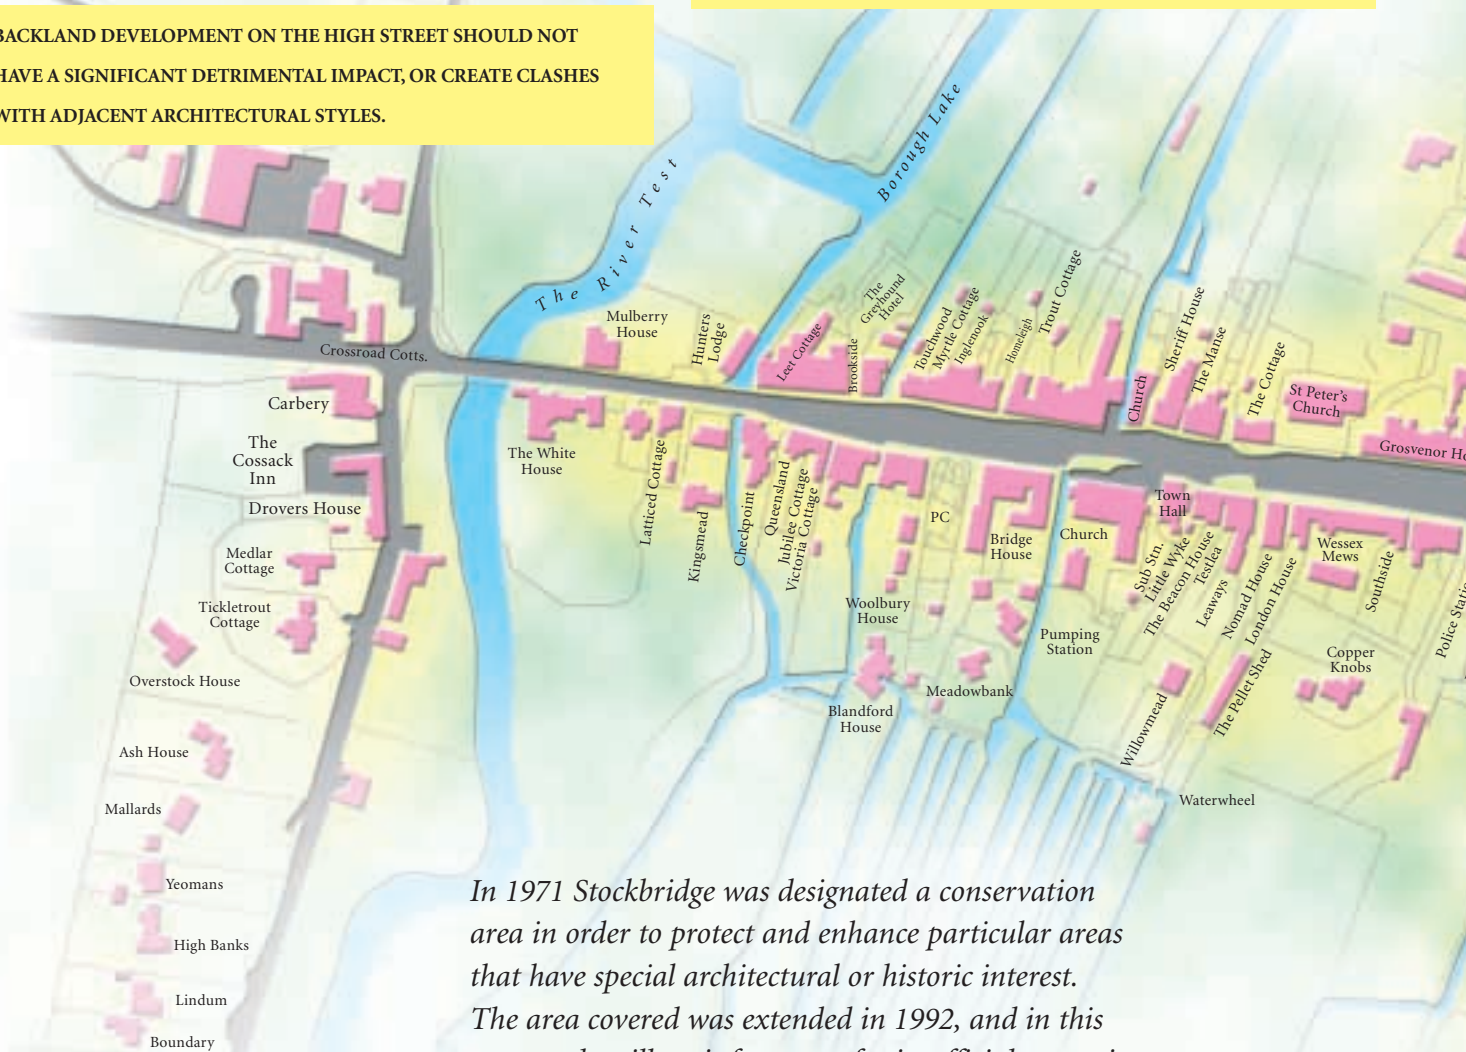 BACKLAND DEVELOPMENT ON THE HIGH STREET SHOULD NOT
HAVE A SIGNIFICANT DETRIMENTAL IMPACT, OR CREATE CLASHES
WITH ADJACENT ARCHITECTURAL STYLES.
Borough Lake
The River Test
Mulberry
House
Hunters
Lodge
Leet Cottage
The
Greyhound
Hotel
Brookside
Touchwood
Myrtle Cottage
Inglenook
Homeleigh
Trout Cottage
Church
Sheriff House
The Manse
The Cottage
St Peter's
Church
Grosvenor
Crossroad Cotts.
Carbery
The
Cossack
Inn
Drovers House
Medlar
Cottage
Tickletrout
Cottage
Overstock House
Ash House
Mallards
Yeomans
High Banks
Lindum
Boundary
The White
House
Latticed Cottage
Kingsmead
Checkpoint
Queensland
Jubilee Cottage
Victoria Cottage
PC
Woolbury
House
Blandford
House
Meadowbank
Bridge
House
Church
Pumping
Station
Town
Hall
Sub Stn.
Little Wyke
The Beacon House
Testlea
Leaways
Nomad House
London House
Wessex
Mews
Southside
Police
Copper
Knobs
The Pellet Shed
Willowmead
Waterwheel
In 1971 Stockbridge was designated a conservation
area in order to protect and enhance particular areas
that have special architectural or historic interest.
The area covered was extended in 1992, and in this